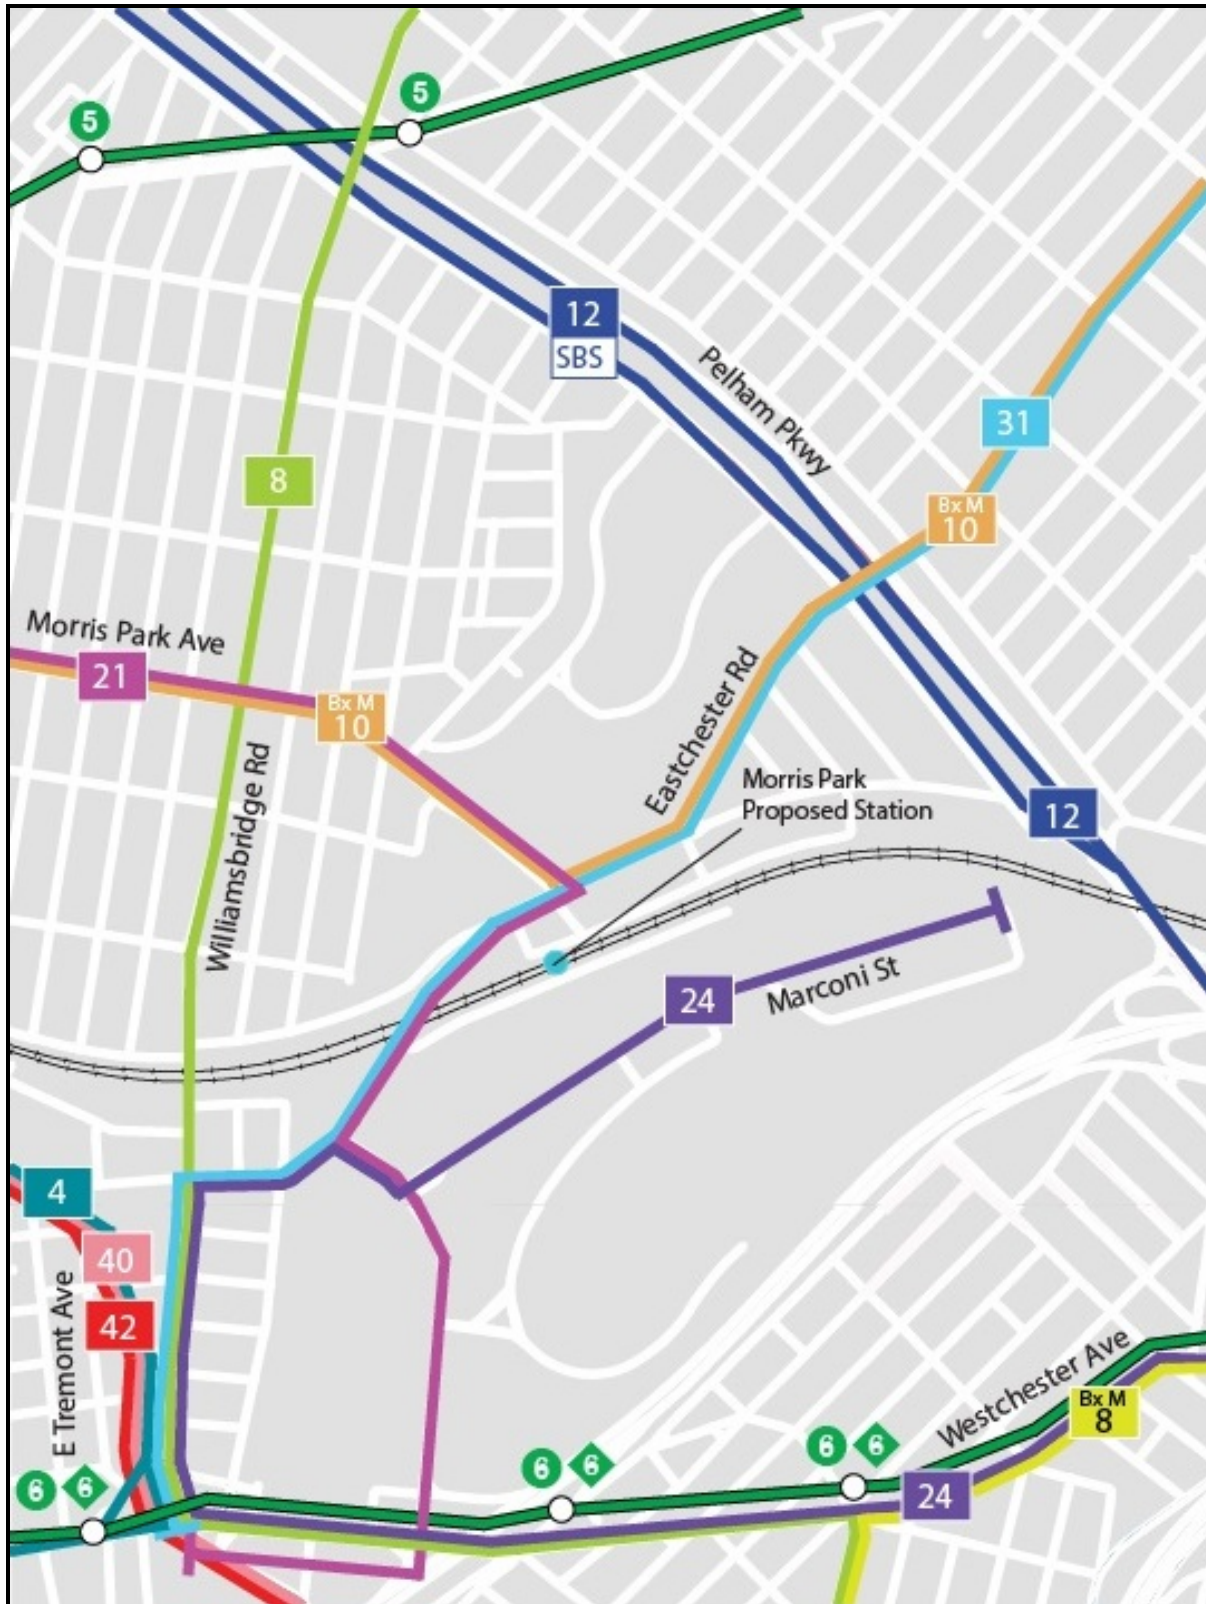 5
5
12
SBS
Pelham Pkwy
31
8
Bx M
10
Morris Park Ave
21
Bx M
10
Eastchester Rd
Williamsbridge Rd
Morris Park
Proposed Station
12
24
Marconi St
4
40
42
E Tremont Ave
Westchester Ave
Bx M
8
6 6
6 6
6 6
24